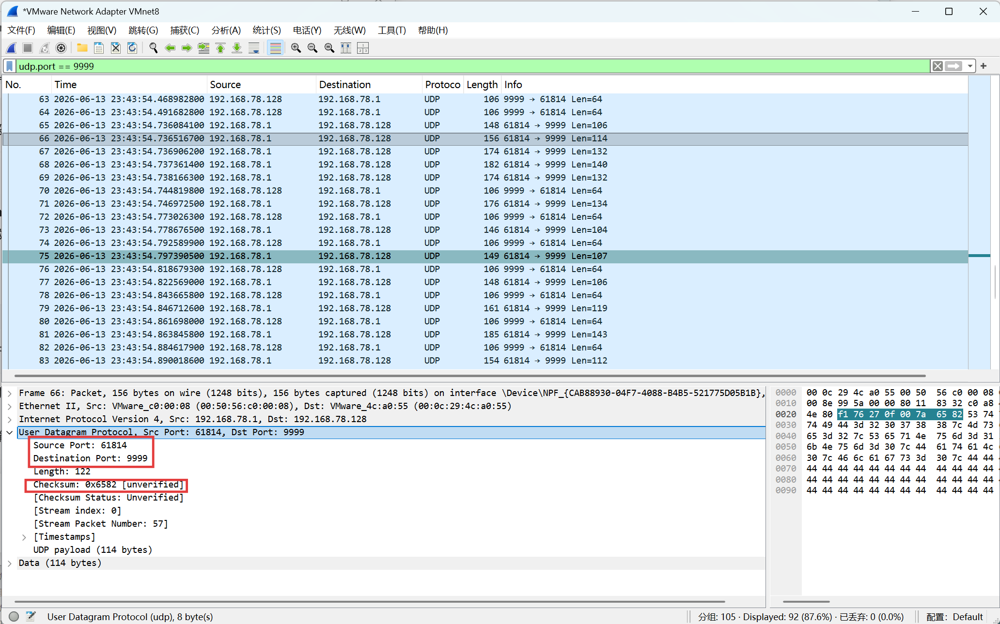 *VMware Network Adapter VMnet8
文件(F) 编辑(E) 视图(V) 跳转(G) 捕获(C) 分析(A) 统计(S) 电话(Y) 无线(W) 工具(T) 帮助(H)
udp.port == 9999
No. Time Source Destination Protoco Length Info
63 2026-06-13 23:43:54.468982800 192.168.78.128 192.168.78.1 UDP 106 9999 → 61814 Len=64
64 2026-06-13 23:43:54.491682800 192.168.78.128 192.168.78.1 UDP 106 9999 → 61814 Len=64
65 2026-06-13 23:43:54.736084100 192.168.78.1 192.168.78.128 UDP 148 61814 → 9999 Len=106
66 2026-06-13 23:43:54.736516700 192.168.78.1 192.168.78.128 UDP 156 61814 → 9999 Len=114
67 2026-06-13 23:43:54.736906200 192.168.78.1 192.168.78.128 UDP 174 61814 → 9999 Len=132
68 2026-06-13 23:43:54.737361400 192.168.78.1 192.168.78.128 UDP 182 61814 → 9999 Len=140
69 2026-06-13 23:43:54.738166300 192.168.78.1 192.168.78.128 UDP 174 61814 → 9999 Len=132
70 2026-06-13 23:43:54.744819800 192.168.78.128 192.168.78.1 UDP 106 9999 → 61814 Len=64
71 2026-06-13 23:43:54.746972500 192.168.78.1 192.168.78.128 UDP 176 61814 → 9999 Len=134
72 2026-06-13 23:43:54.773026300 192.168.78.128 192.168.78.1 UDP 106 9999 → 61814 Len=64
73 2026-06-13 23:43:54.778676500 192.168.78.1 192.168.78.128 UDP 146 61814 → 9999 Len=104
74 2026-06-13 23:43:54.792589900 192.168.78.128 192.168.78.1 UDP 106 9999 → 61814 Len=64
75 2026-06-13 23:43:54.797390500 192.168.78.1 192.168.78.128 UDP 149 61814 → 9999 Len=107
76 2026-06-13 23:43:54.818679300 192.168.78.128 192.168.78.1 UDP 106 9999 → 61814 Len=64
77 2026-06-13 23:43:54.822569000 192.168.78.1 192.168.78.128 UDP 148 61814 → 9999 Len=106
78 2026-06-13 23:43:54.843665800 192.168.78.128 192.168.78.1 UDP 106 9999 → 61814 Len=64
79 2026-06-13 23:43:54.846712600 192.168.78.1 192.168.78.128 UDP 161 61814 → 9999 Len=119
80 2026-06-13 23:43:54.861698000 192.168.78.128 192.168.78.1 UDP 106 9999 → 61814 Len=64
81 2026-06-13 23:43:54.863845800 192.168.78.1 192.168.78.128 UDP 185 61814 → 9999 Len=143
82 2026-06-13 23:43:54.884617900 192.168.78.128 192.168.78.1 UDP 106 9999 → 61814 Len=64
83 2026-06-13 23:43:54.890018600 192.168.78.1 192.168.78.128 UDP 154 61814 → 9999 Len=112
Frame 66: Packet, 156 bytes on wire (1248 bits), 156 bytes captured (1248 bits) on interface \Device\NPF_{CAB88930-04F7-4088-B4B5-521775D05B1B},
Ethernet II, Src: VMware_c0:00:08 (00:50:56:c0:00:08), Dst: VMware_4c:a0:55 (00:0c:29:4c:a0:55)
Internet Protocol Version 4, Src: 192.168.78.1, Dst: 192.168.78.128
User Datagram Protocol, Src Port: 61814, Dst Port: 9999
Source Port: 61814
Destination Port: 9999
Length: 122
Checksum: 0x6582 [unverified]
[Checksum Status: Unverified]
[Stream index: 0]
[Stream Packet Number: 57]
[Timestamps]
UDP payload (114 bytes)
Data (114 bytes)
0000 00 0c 29 4c a0 55 00 50 56 c0 00 08
0010 00 8e 99 5a 00 00 80 11 83 32 c0 a8
0020 4e 80 f1 76 27 0f 00 7a 65 82 53 74
0030 74 49 44 3d 32 30 37 38 38 7c 4d 73
0040 65 3d 32 7c 53 65 71 4e 75 6d 3d 31
0050 6b 4e 75 6d 3d 30 7c 44 61 74 61 4c
0060 30 7c 46 6c 61 67 73 3d 30 7c 44 44
0070 44 44 44 44 44 44 44 44 44 44 44 44
0080 44 44 44 44 44 44 44 44 44 44 44 44
0090 44 44 44 44 44 44 44 44 44 44 44 44
User Datagram Protocol (udp), 8 byte(s)
分组: 105 · Displayed: 92 (87.6%) · 已丢弃: 0 (0.0%)
配置: Default